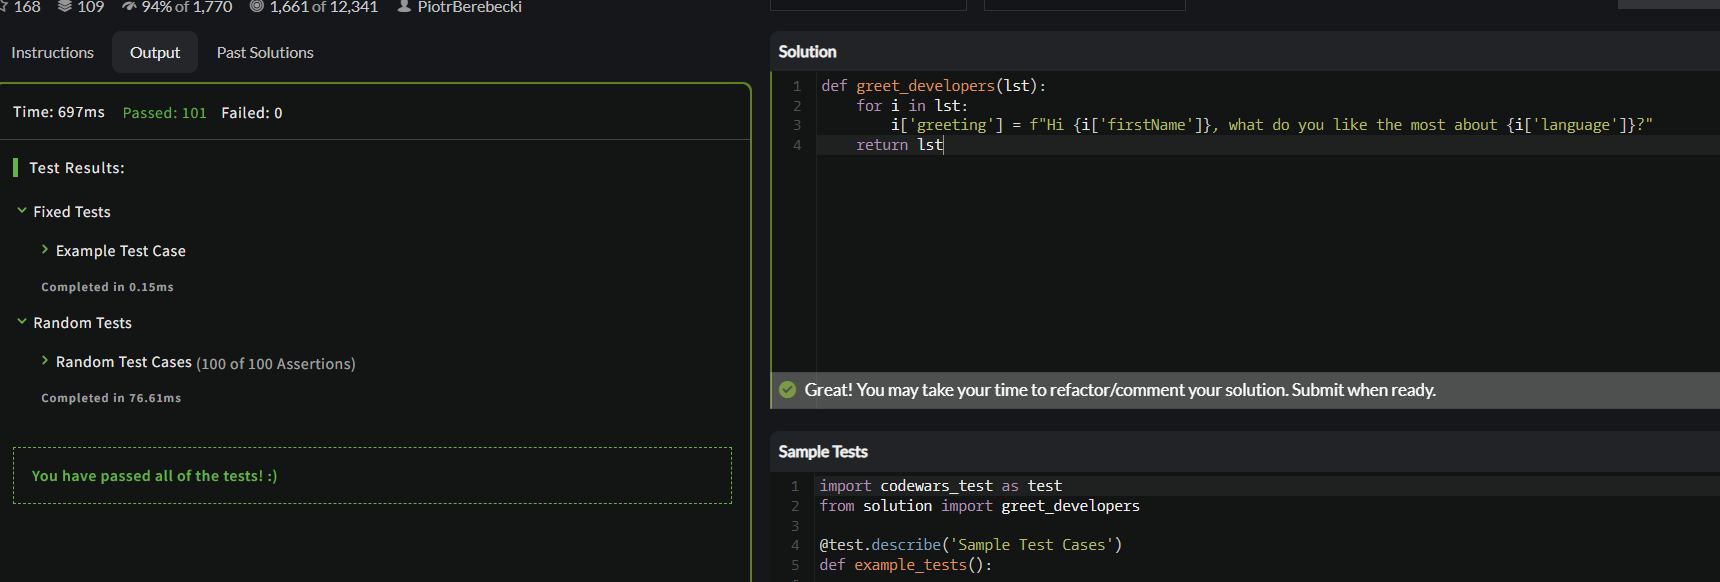 168 109 94% of 1,770 1,661 of 12,341 PiotrBerebecki
Instructions Output Past Solutions
Time: 697ms Passed: 101 Failed: 0
Test Results:
Fixed Tests
Example Test Case
Completed in 0.15ms
Random Tests
Random Test Cases (100 of 100 Assertions)
Completed in 76.61ms
You have passed all of the tests! :)
Solution
1 def greet_developers(lst):
2 for i in lst:
3 i['greeting'] = f"Hi {i['firstName']}, what do you like the most about {i['language']}?"
4 return lst
Great! You may take your time to refactor/comment your solution. Submit when ready.
Sample Tests
1 import codewars_test as test
2 from solution import greet_developers
3
4 @test.describe('Sample Test Cases')
5 def example_tests():